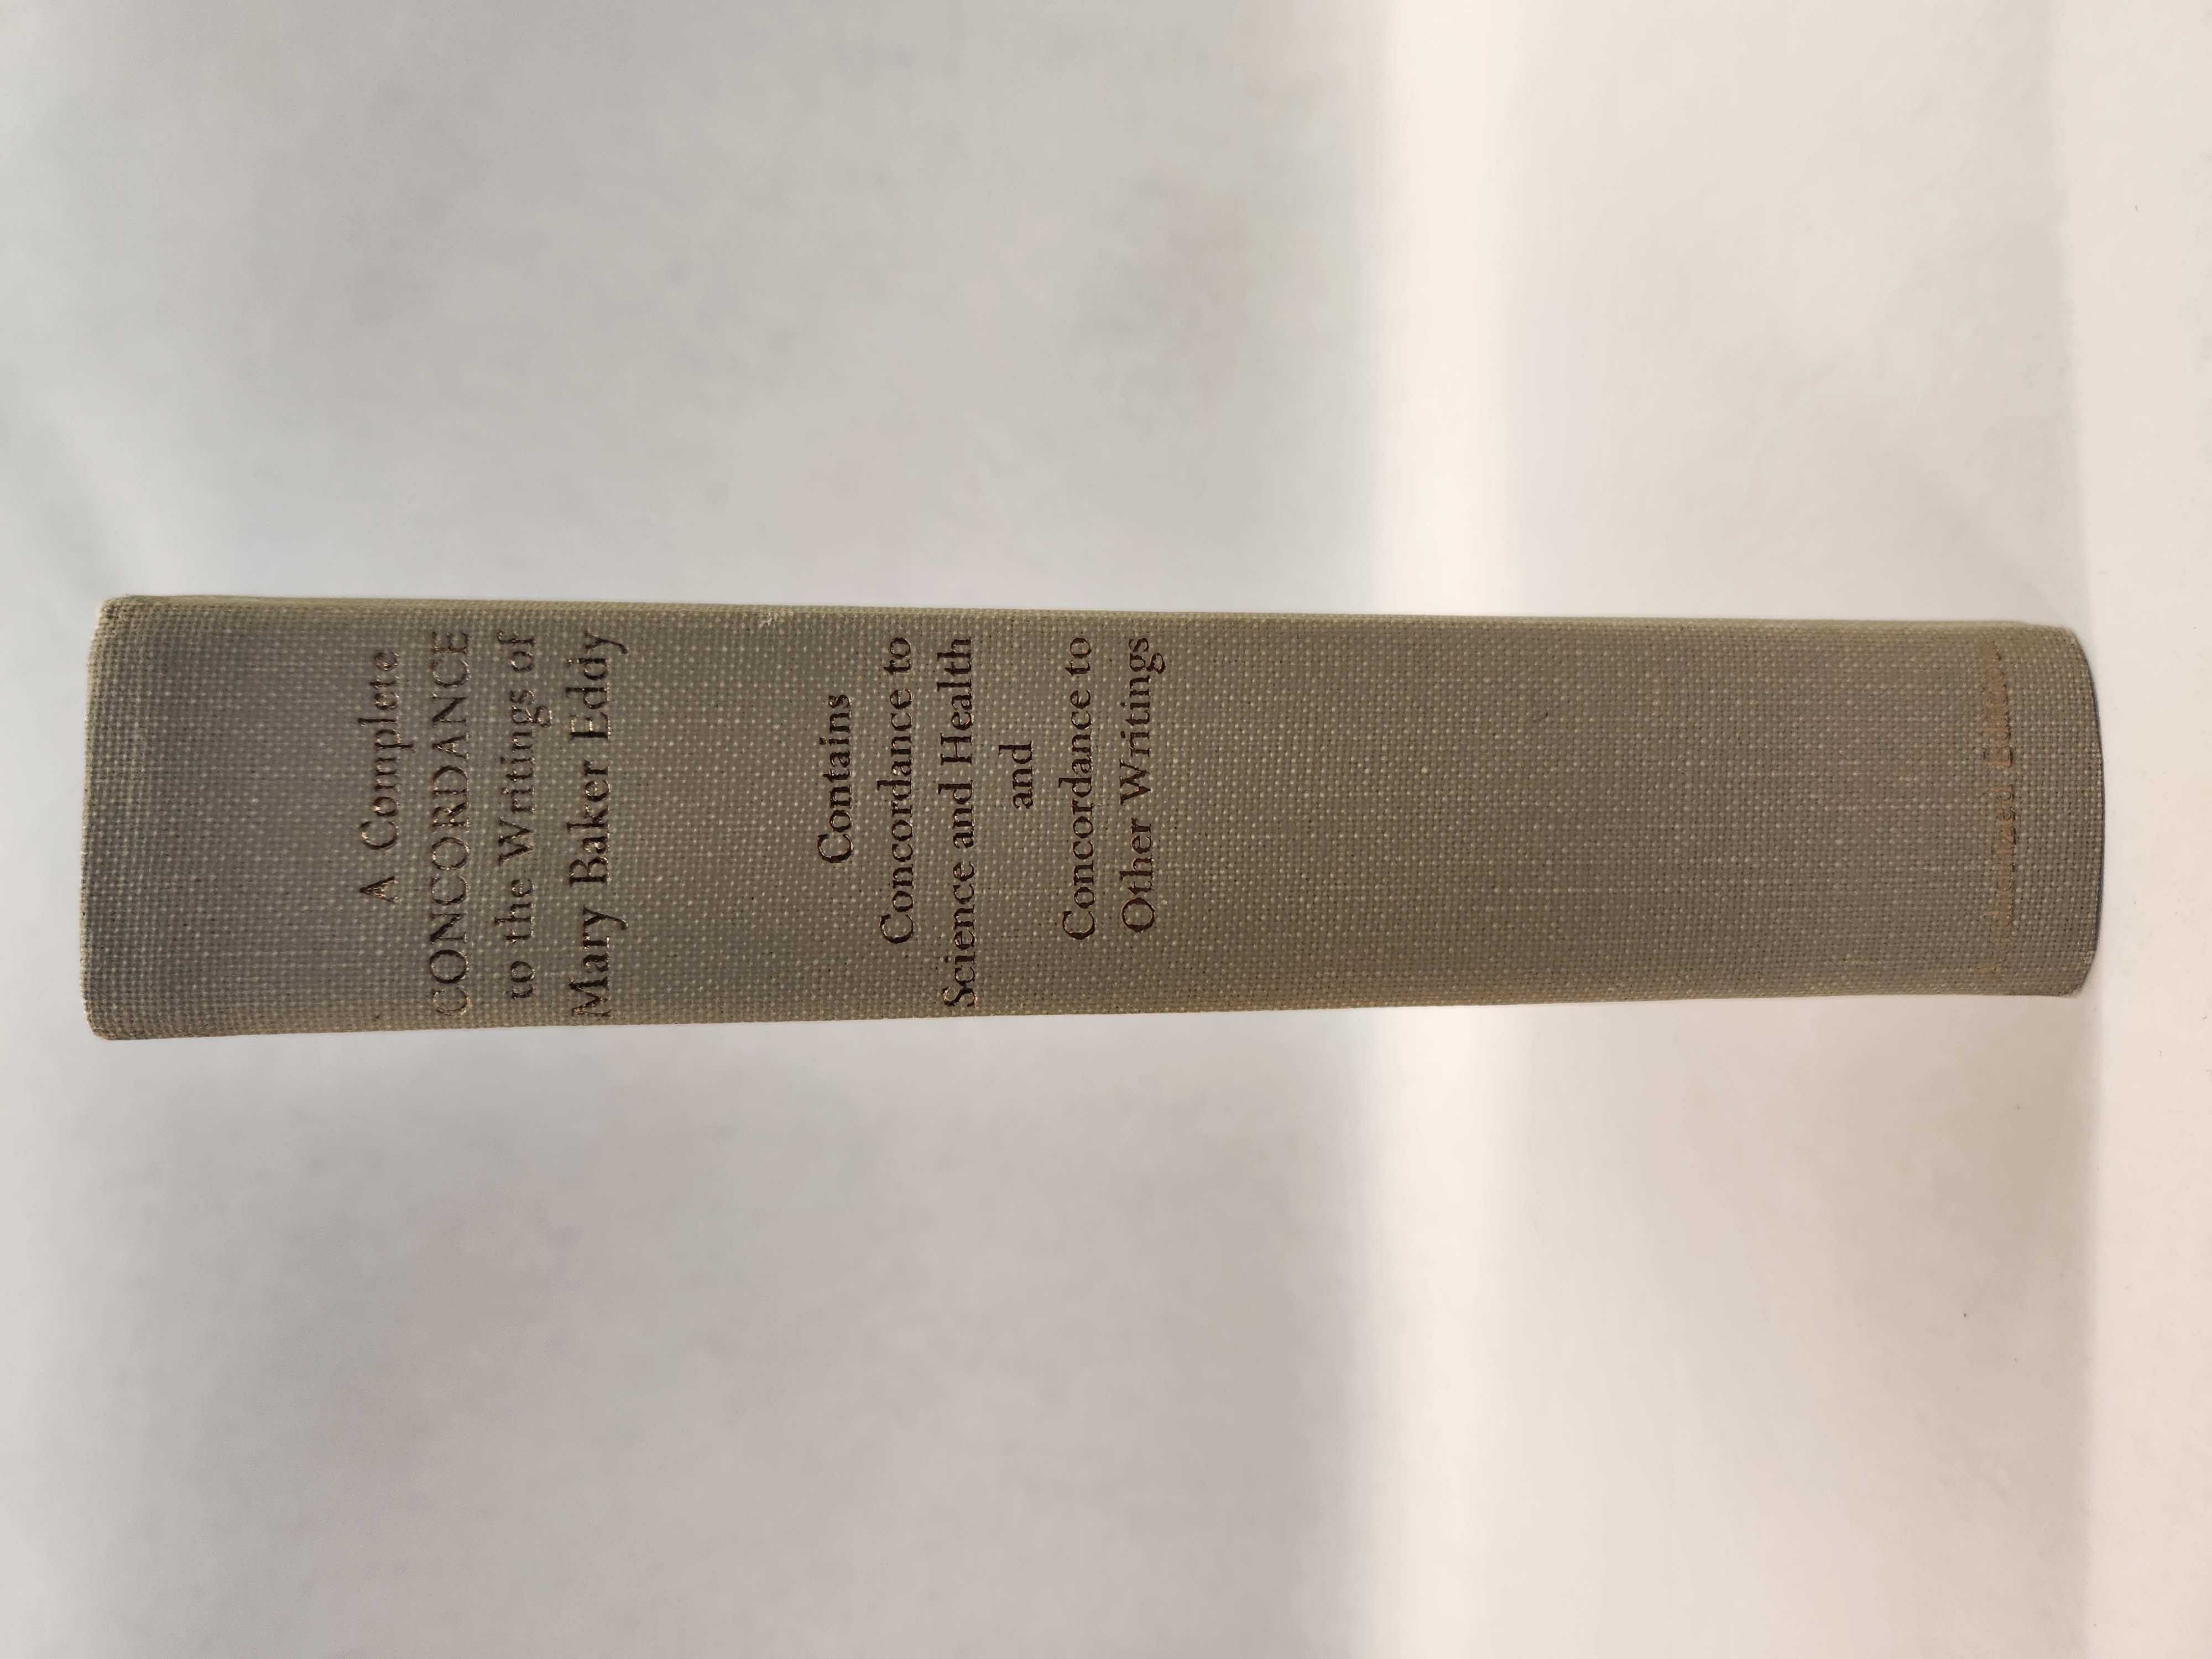 A Complete
CONCORDANCE
to the Writings of
Mary Baker Eddy
Contains
Concordance to
Science and Health
and
Concordance to
Other Writings